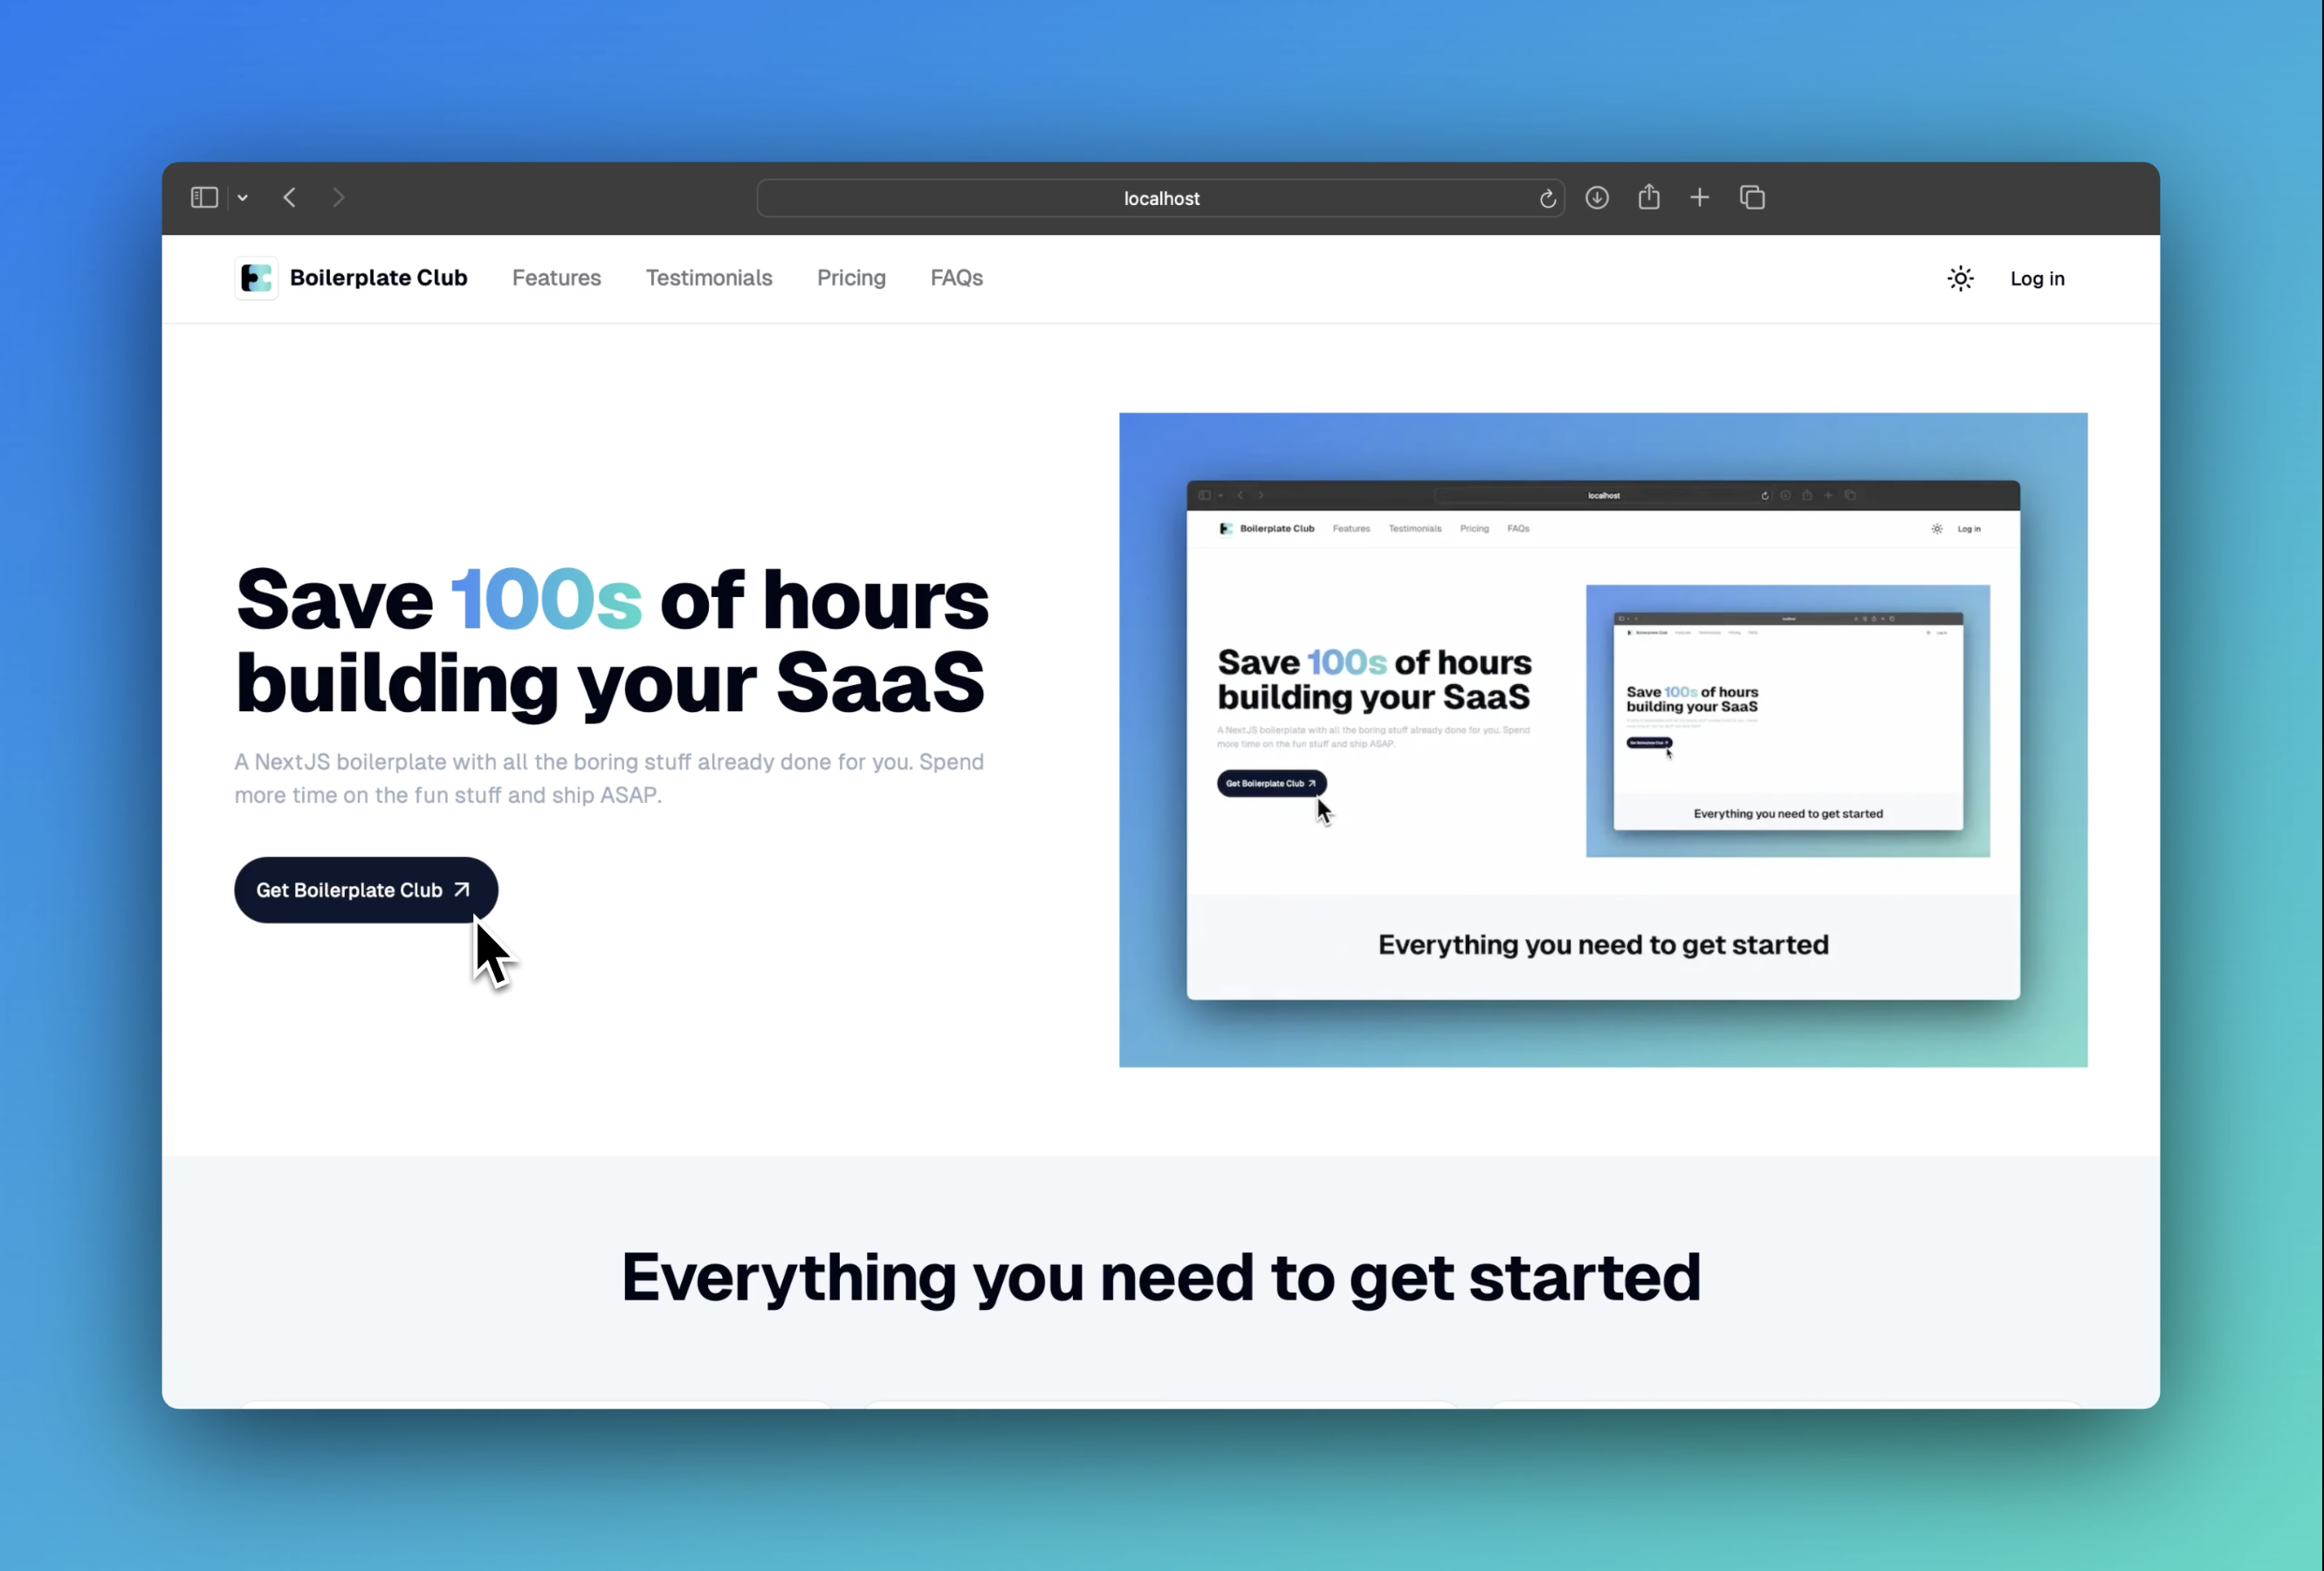 localhost
Boilerplate Club Features Testimonials Pricing FAQs Log in
Save 100s of hours
building your SaaS
A NextJS boilerplate with all the boring stuff already done for you. Spend
more time on the fun stuff and ship ASAP.
Get Boilerplate Club
localhost
Boilerplate Club Features Testimonials Pricing FAQs Log in
Save 100s of hours
building your SaaS
A NextJS boilerplate with all the boring stuff already done for you. Spend
more time on the fun stuff and ship ASAP.
Get Boilerplate Club
Save 100s of hours
building your SaaS
Get Boilerplate Club
Everything you need to get started
Everything you need to get started
Everything you need to get started